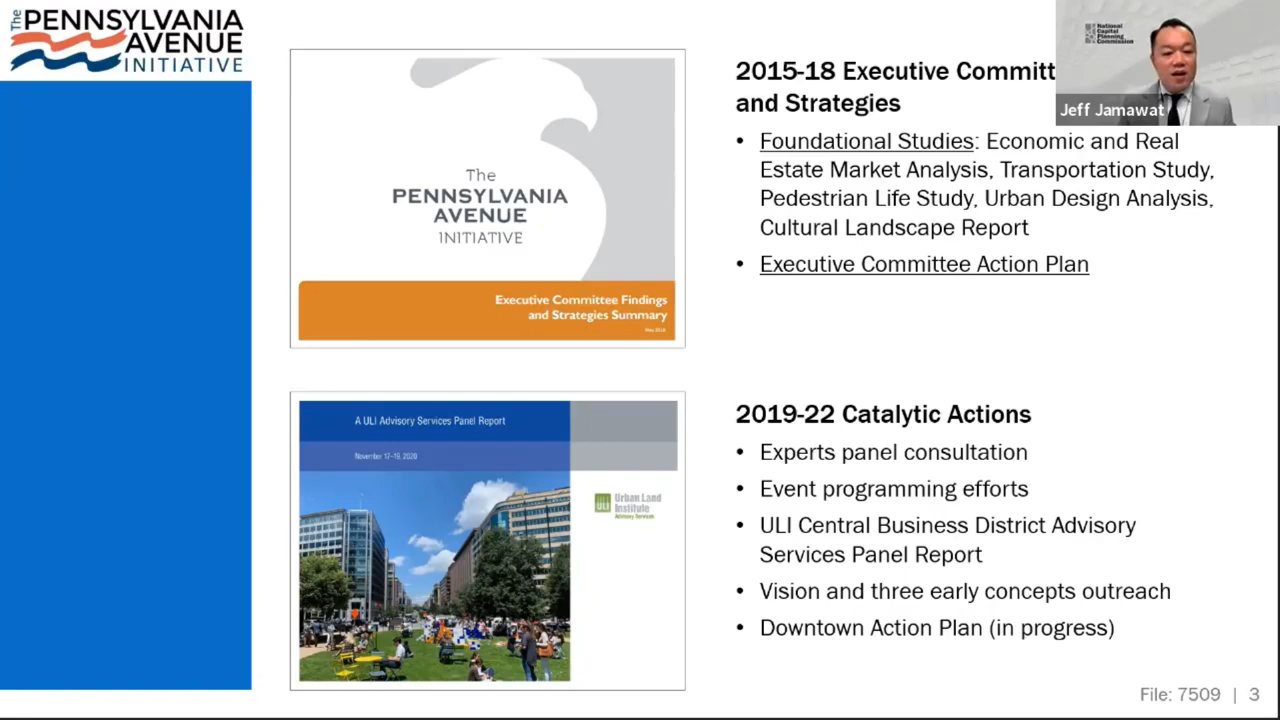 The
PENNSYLVANIA
AVENUE
INITIATIVE
The
PENNSYLVANIA
AVENUE
INITIATIVE
Executive Committee Findings
and Strategies Summary
2015-18 Executive Committ
and Strategies
National
Capital
Planning
Commission
Jeff Jamawat
• Foundational Studies: Economic and Real
Estate Market Analysis, Transportation Study,
Pedestrian Life Study, Urban Design Analysis,
Cultural Landscape Report
• Executive Committee Action Plan
A ULI Advisory Services Panel Report
November 17–19, 2020
ULI Urban Land
Institute
Advisory Services
2019-22 Catalytic Actions
• Experts panel consultation
• Event programming efforts
• ULI Central Business District Advisory
Services Panel Report
• Vision and three early concepts outreach
• Downtown Action Plan (in progress)
File: 7509 | 3